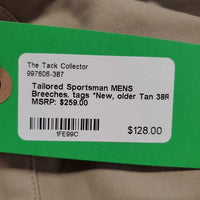 The Tack Collector
997606-387
Tailored Sportsman MENS
Breeches. tags *New, older Tan 38R
MSRP: $259.00
1FE99C
$128.00